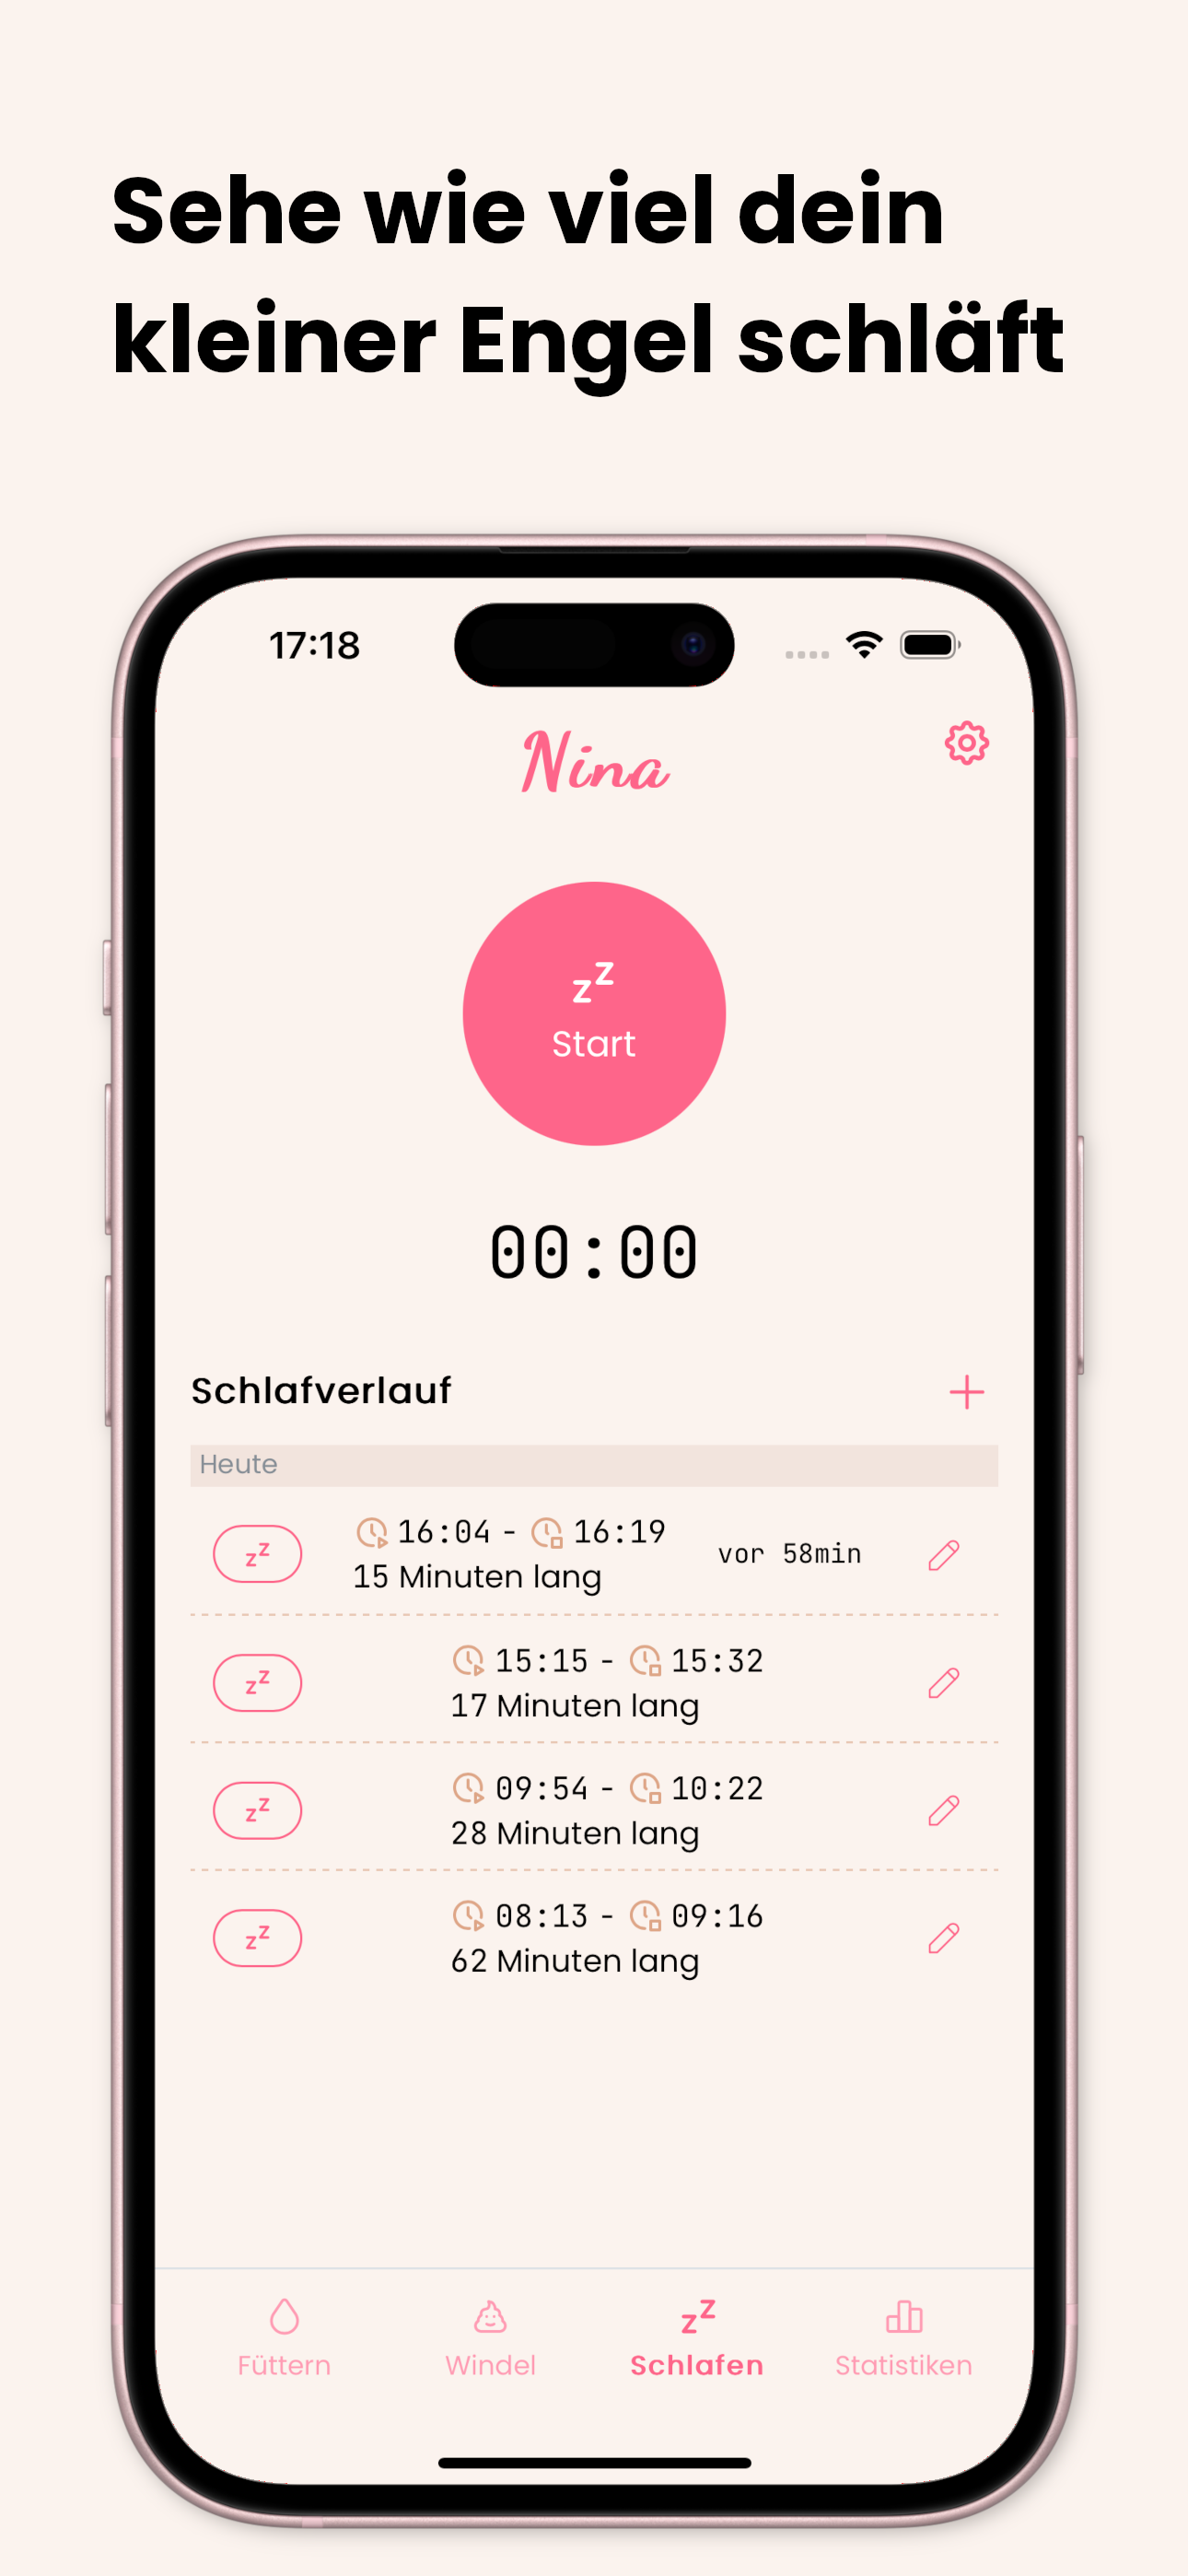 Sehe wie viel dein
kleiner Engel schläft
17:18
Nina
zz
Start
00:00
Schlafverlauf
Heute
zz 16:04 - 16:19
15 Minuten lang
vor 58min
zz 15:15 - 15:32
17 Minuten lang
zz 09:54 - 10:22
28 Minuten lang
zz 08:13 - 09:16
62 Minuten lang
zz
Füttern Windel Schlafen Statistiken